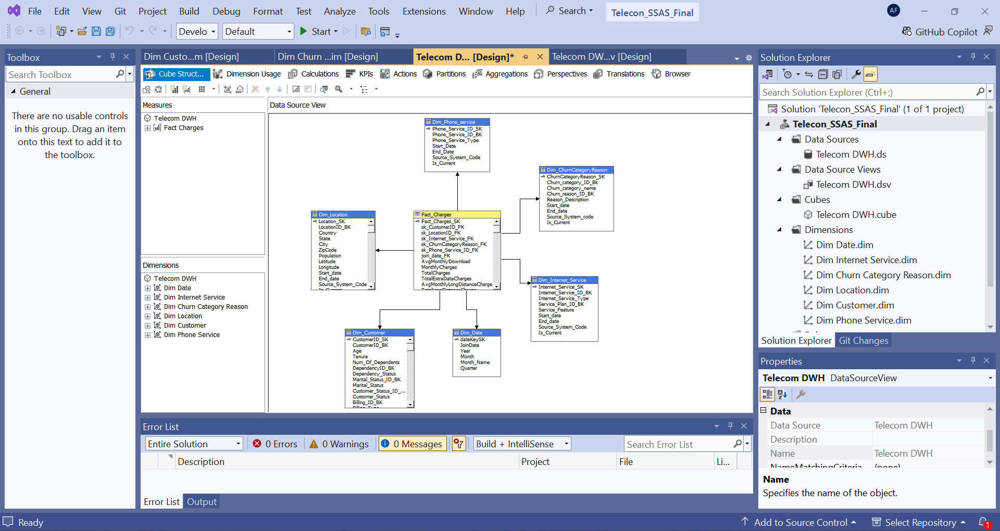 File Edit View Git Project Build Debug Format Test Analyze Tools Extensions Window Help Search Telecon_SSAS_Final AF
Develo Default Start GitHub Copilot
Toolbox
Search Toolbox
General
There are no usable controls
in this group. Drag an item
onto this text to add it to
the toolbox.
Dim Custo...m [Design] Dim Churn ...im [Design] Telecom D... [Design]* Telecom DW...v [Design]
Cube Struct... Dimension Usage Calculations KPIs Actions Partitions Aggregations Perspectives Translations Browser
Measures
Telecom DWH
Fact Charges
Dimensions
Telecom DWH
Dim Date
Dim Internet Service
Dim Churn Category Reason
Dim Location
Dim Customer
Dim Phone Service
Data Source View
Dim_Phone_service
Phone_Service_ID_SK
Phone_Service_ID_BK
Phone_Service_Type
Start_Date
End_Date
Source_System_Code
Is_Current
Dim_ChurnCategoryReason
ChurnCategoryReason_SK
Churn_category_ID_Bk
Churn_category_name
Churn_reason_ID_BK
Reason_Description
Start_date
End_date
Source_System_code
Is_Current
Dim_Location
Location_SK
LocationID_BK
Country
State
City
ZipCode
Population
Latitude
Longitude
Start_date
End_date
Source_System_Code
Is_Current
Fact_Charges
Fact_Charges_SK
sk_CustomerID_FK
sk_LocationID_FK
sk_Internet_Service_FK
sk_ChurnCategoryReason_FK
sk_Phone_Service_ID_FK
join_date_FK
AvgMonthlyDownload
MonthlyCharges
TotalCharges
TotalExtraDataCharges
AvgMonthlyLongDistanceCharge
Dim_Internet_Service
Internet_Service_SK
Internet_Service_ID_BK
Internet_Service_Type
Service_Plan_ID_BK
Service_Feature
Start_date
End_date
Source_System_Code
Is_Current
Dim_Customer
CustomerID_SK
CustomerID_BK
Age
Tenure
Num_Of_Dependents
DependencyID_BK
Dependency_Status
Marital_Status_ID_BK
Marital_Status
Customer_Status_ID_...
Customer_Status
Billing_ID_BK
Dim_Date
dateKeySK
JoinDate
Year
Month
Month_Name
Quarter
Error List
Entire Solution 0 Errors 0 Warnings 0 Messages Build + IntelliSense Search Error List
Description Project File Li...
Error List Output
Solution Explorer
Search Solution Explorer (Ctrl+;)
Solution 'Telecon_SSAS_Final' (1 of 1 project)
Telecon_SSAS_Final
Data Sources
Telecom DWH.ds
Data Source Views
Telecom DWH.dsv
Cubes
Telecom DWH.cube
Dimensions
Dim Date.dim
Dim Internet Service.dim
Dim Churn Category Reason.dim
Dim Location.dim
Dim Customer.dim
Dim Phone Service.dim
Solution Explorer Git Changes
Properties
Telecom DWH DataSourceView
Data
Data Source Telecom DWH
Description
Name Telecom DWH
NameMatchingCriteria (none)
Name
Specifies the name of the object.
Ready Add to Source Control Select Repository 1